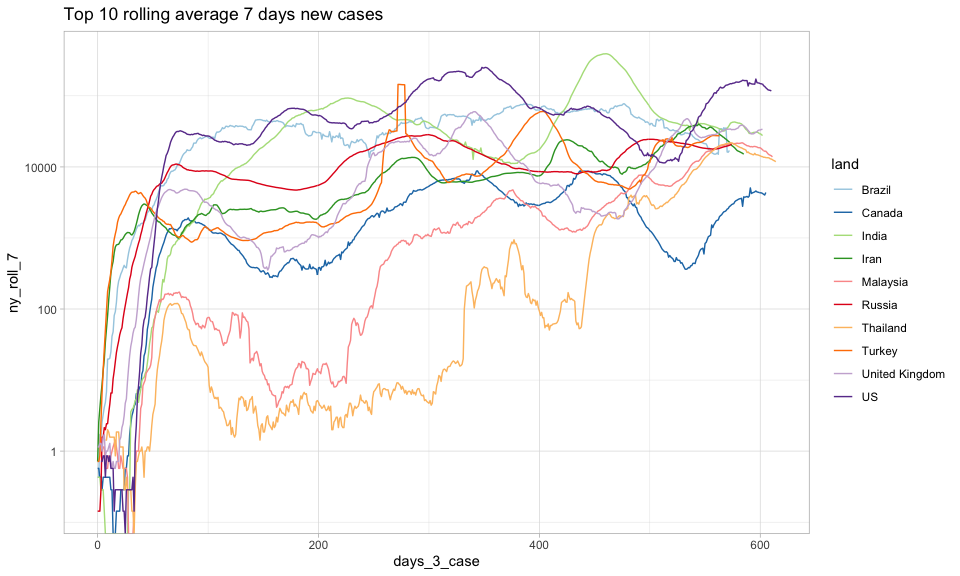 Top 10 rolling average 7 days new cases
ny_roll_7
10000
100
1
0
200
400
600
days_3_case
land
Brazil
Canada
India
Iran
Malaysia
Russia
Thailand
Turkey
United Kingdom
US